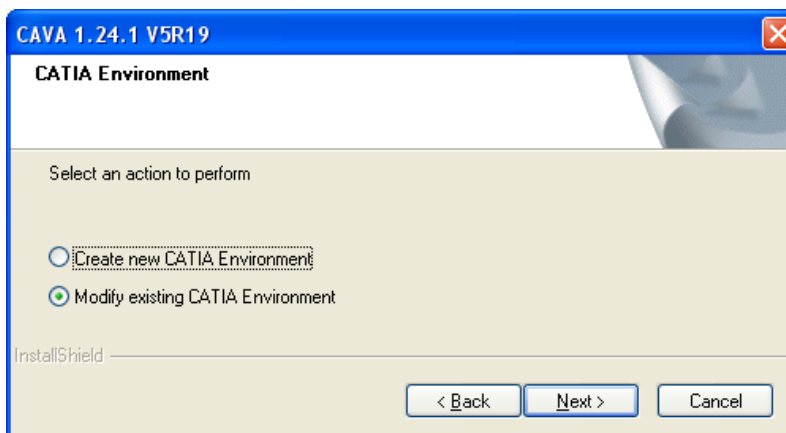 CAVA 1.24.1 V5R19
CATIA Environment
Select an action to perform
Create new CATIA Environment
Modify existing CATIA Environment
InstallShield
< Back
Next >
Cancel